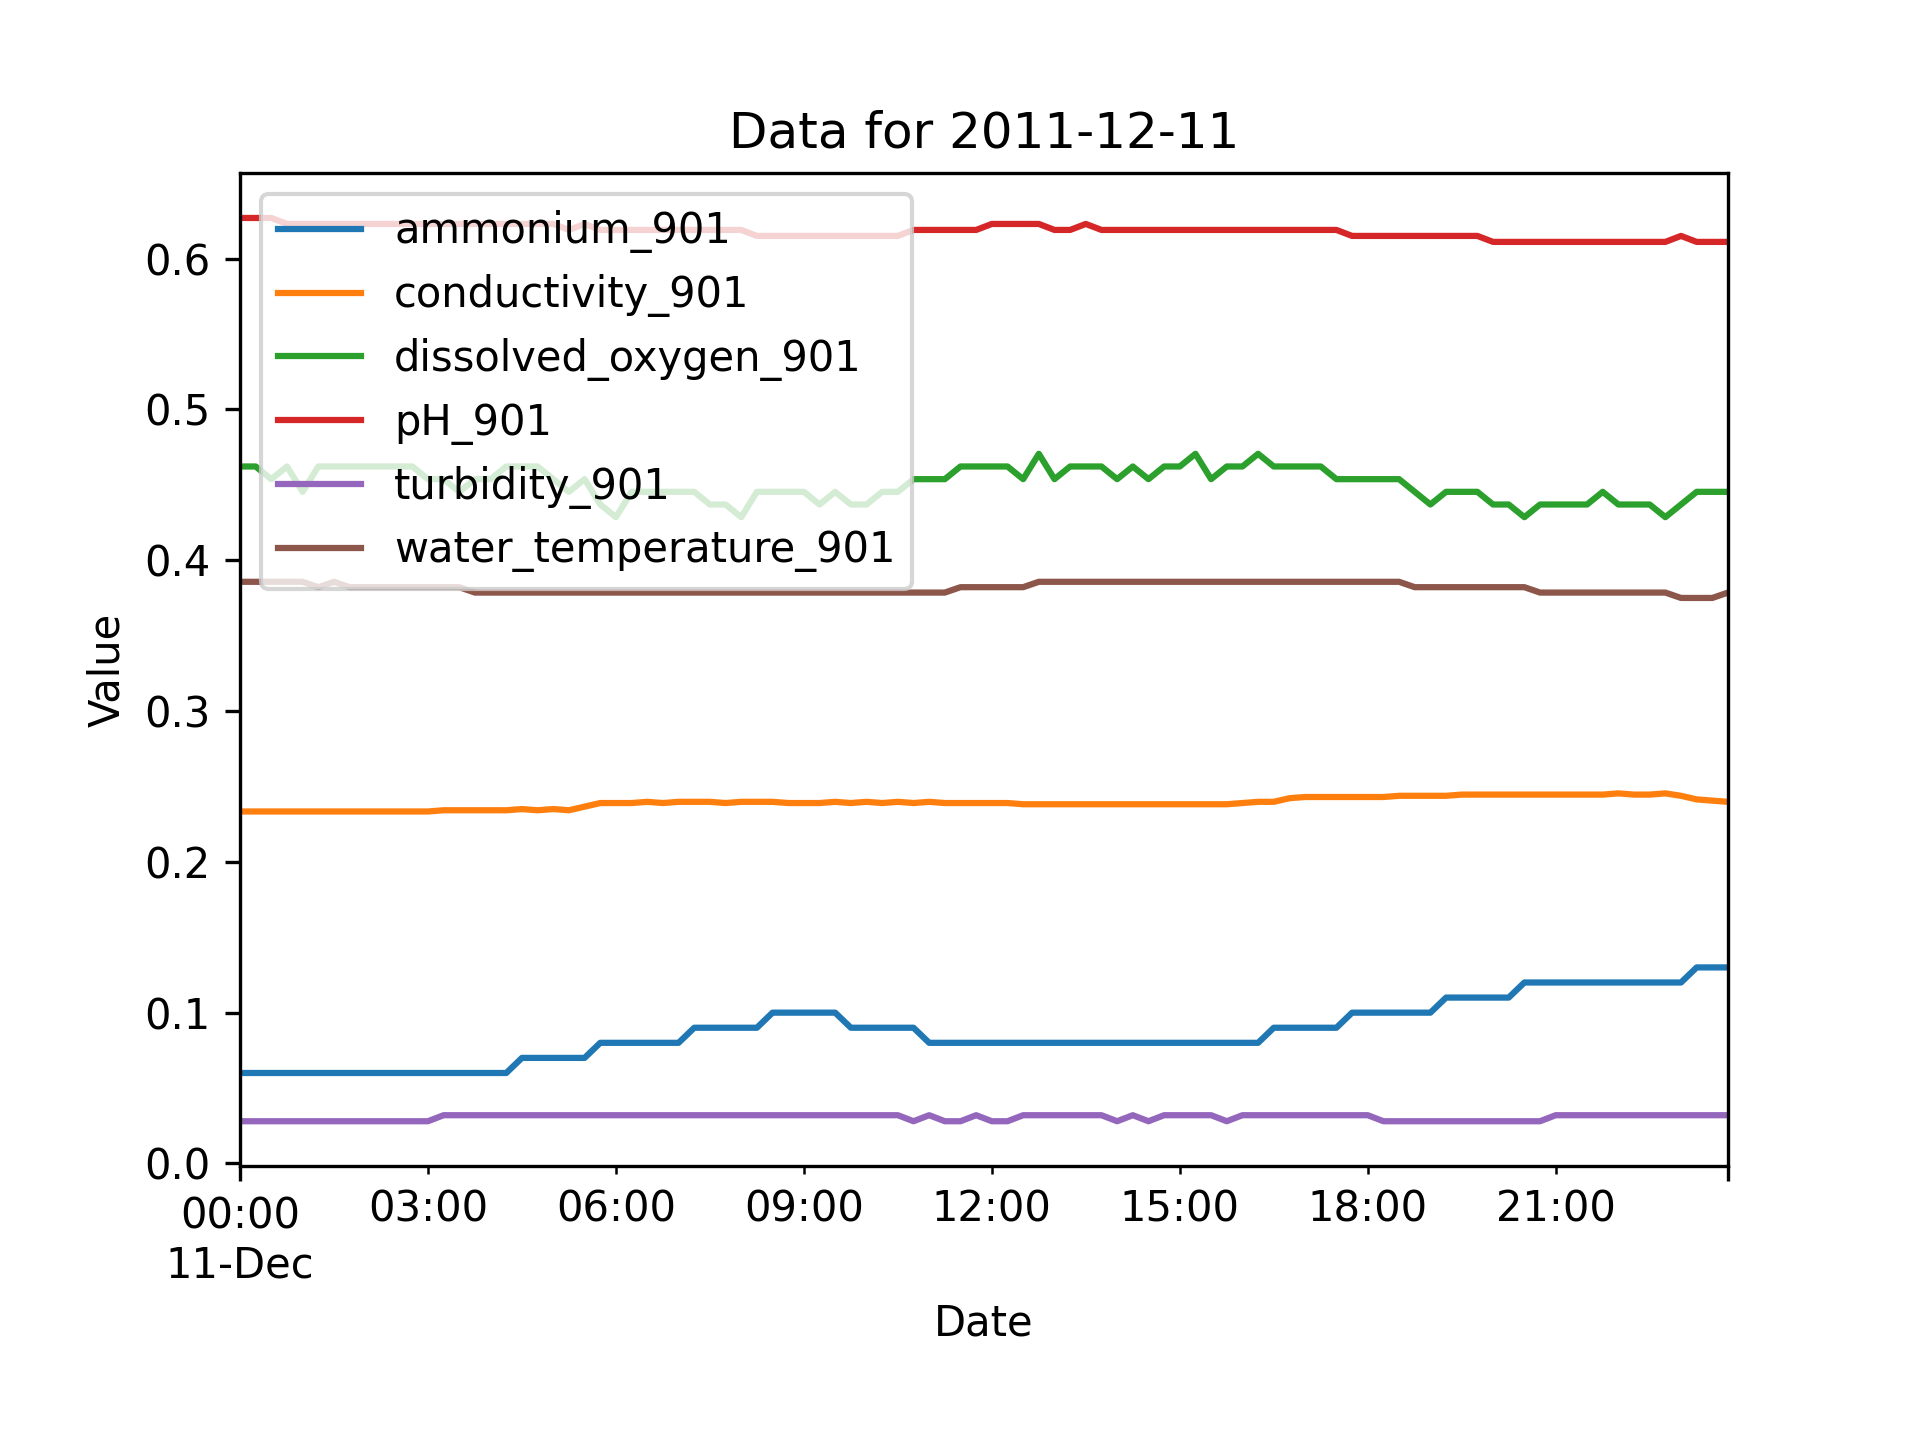 Data for 2011-12-11
ammonium_901
conductivity_901
dissolved_oxygen_901
pH_901
turbidity_901
water_temperature_901
0.6
0.5
0.4
0.3
0.2
0.1
0.0
Value
00:00 03:00 06:00 09:00 12:00 15:00 18:00 21:00
11-Dec
Date